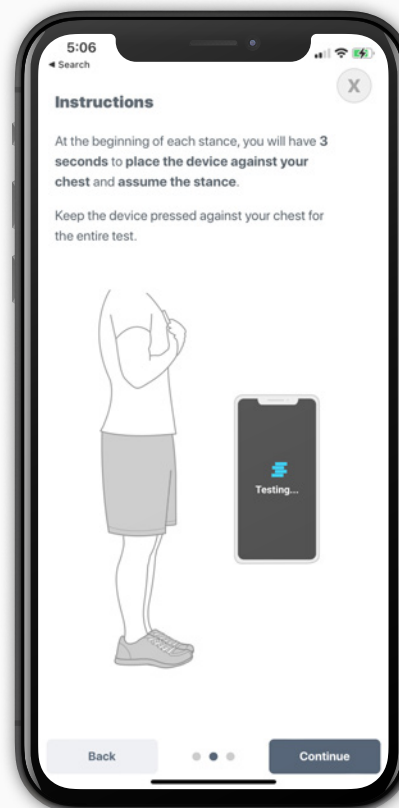 5:06
◀ Search
X
Instructions
At the beginning of each stance, you will have 3
seconds to place the device against your
chest and assume the stance.
Keep the device pressed against your chest for
the entire test.
Testing...
Back
Continue